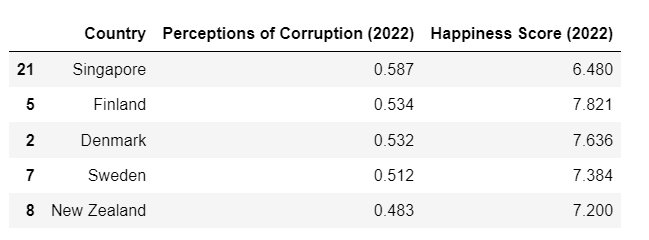 Country Perceptions of Corruption (2022) Happiness Score (2022)
21 Singapore 0.587 6.480
5 Finland 0.534 7.821
2 Denmark 0.532 7.636
7 Sweden 0.512 7.384
8 New Zealand 0.483 7.200